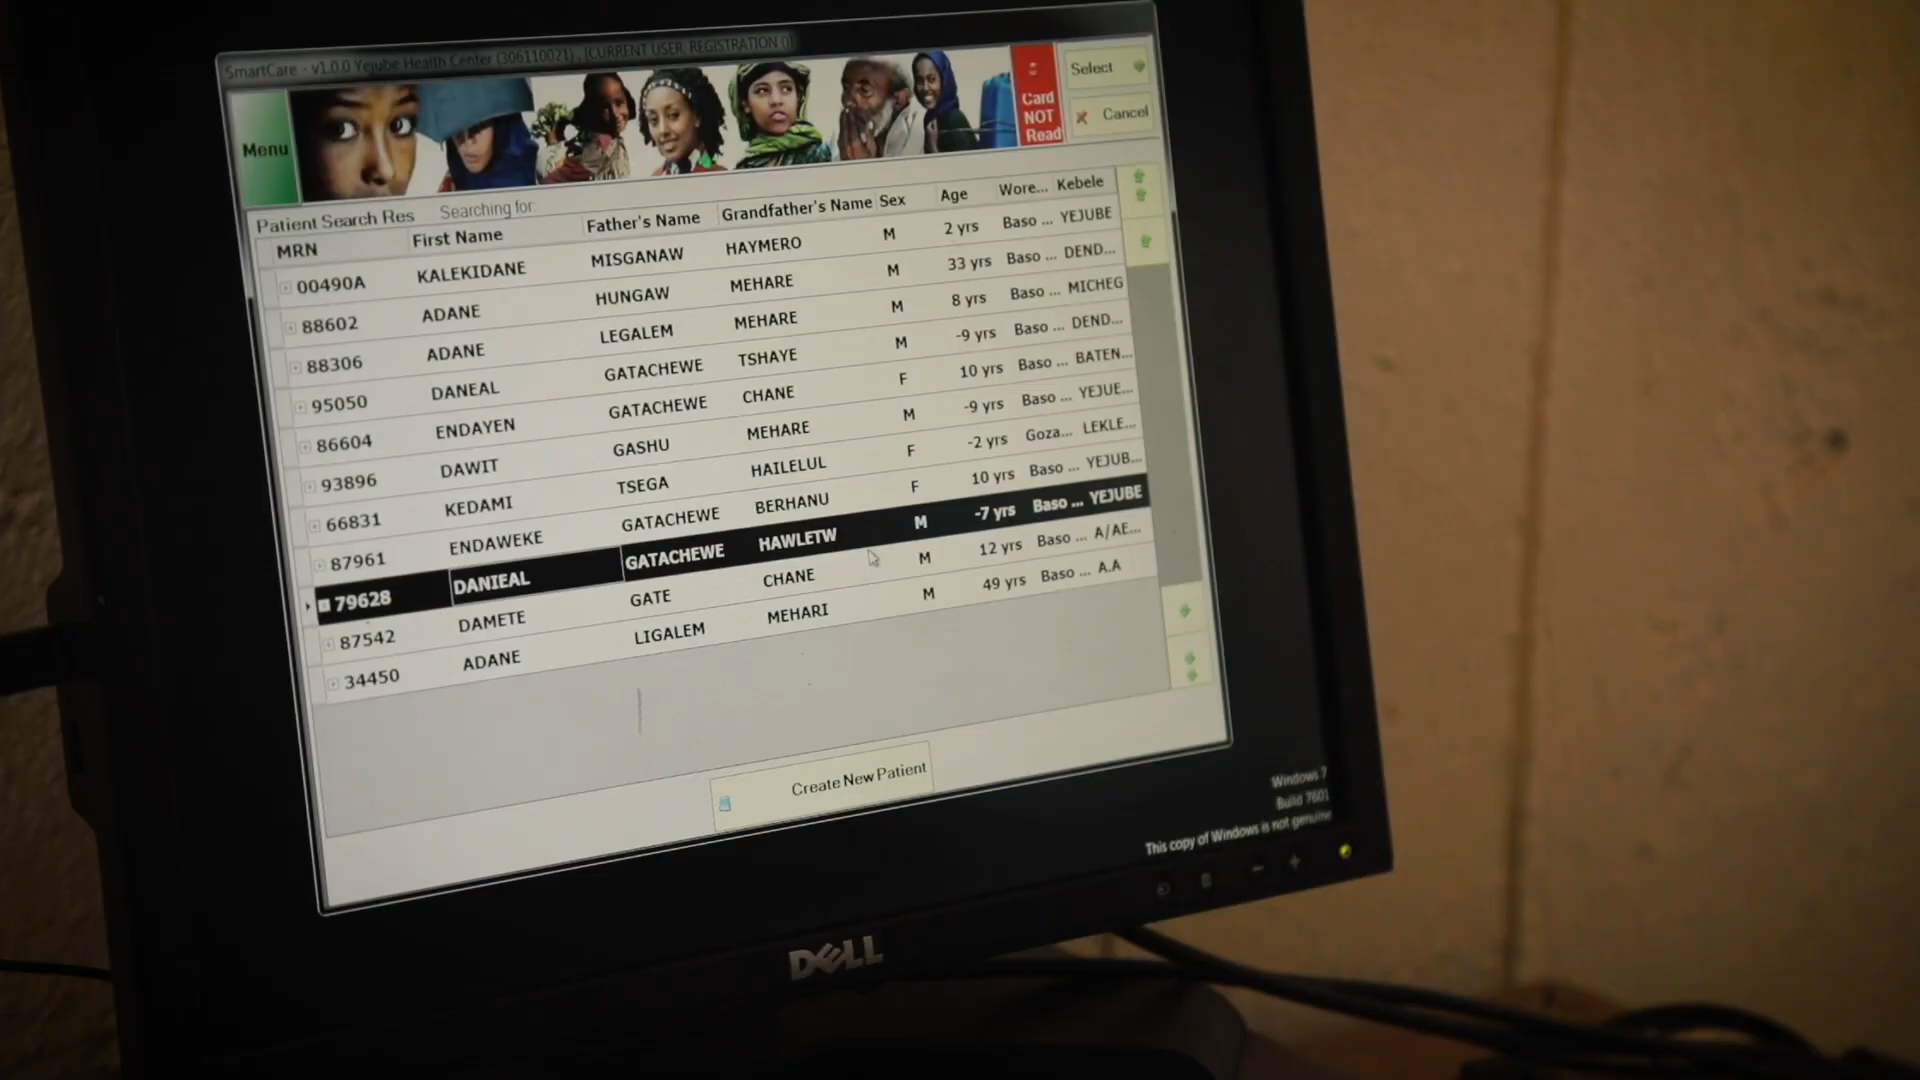 SmartCare - v1.0.0 Yejube Health Center (306110021) , [CURRENT USER, REGISTRATION ()]
Menu
Card NOT Read
Select
Cancel
Patient Search Res Searching for:
MRN First Name Father's Name Grandfather's Name Sex Age Wore... Kebele
00490A KALEKIDANE MISGANAW HAYMERO M 2 yrs Baso ... YEJUBE
88602 ADANE HUNGAW MEHARE M 33 yrs Baso ... DEND...
88306 ADANE LEGALEM MEHARE M 8 yrs Baso ... MICHEG
95050 DANEAL GATACHEWE TSHAYE M -9 yrs Baso ... DEND...
86604 ENDAYEN GATACHEWE CHANE F 10 yrs Baso ... BATEN...
93896 DAWIT GASHU MEHARE M -9 yrs Baso ... YEJUE...
66831 KEDAMI TSEGA HAILELUL F -2 yrs Goza... LEKLE...
87961 ENDAWEKE GATACHEWE BERHANU F 10 yrs Baso ... YEJUB...
79628 DANIEAL GATACHEWE HAWLETW M -7 yrs Baso ... YEJUBE
87542 DAMETE GATE CHANE M 12 yrs Baso ... A/AE...
34450 ADANE LIGALEM MEHARI M 49 yrs Baso ... A.A
Create New Patient
Windows 7
Build 7601
This copy of Windows is not genuine
DELL